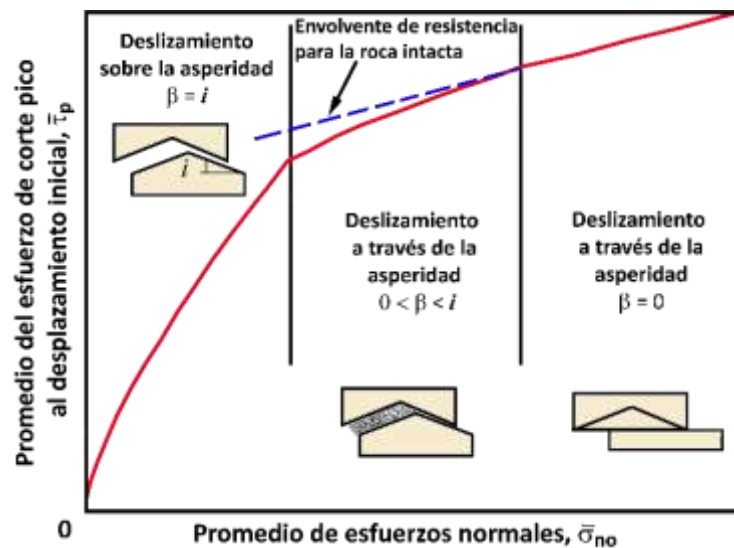 Promedio del esfuerzo de corte pico
al desplazamiento inicial, τ̄p
Deslizamiento
sobre la asperidad
β = i
i
Envolvente de resistencia
para la roca intacta
Deslizamiento
a través de la
asperidad
0 < β < i
Deslizamiento
a través de la
asperidad
β = 0
0
Promedio de esfuerzos normales, σ̄no